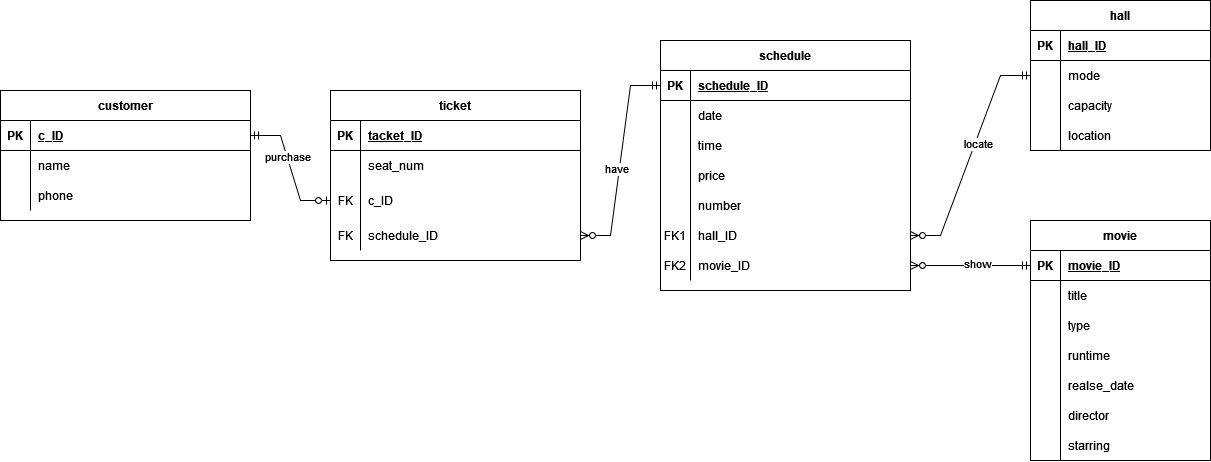 customer
PK c_ID
name
phone
purchase
ticket
PK tacket_ID
seat_num
FK c_ID
FK schedule_ID
have
schedule
PK schedule_ID
date
time
price
number
FK1 hall_ID
FK2 movie_ID
locate
show
hall
PK hall_ID
mode
capacity
location
movie
PK movie_ID
title
type
runtime
realse_date
director
starring